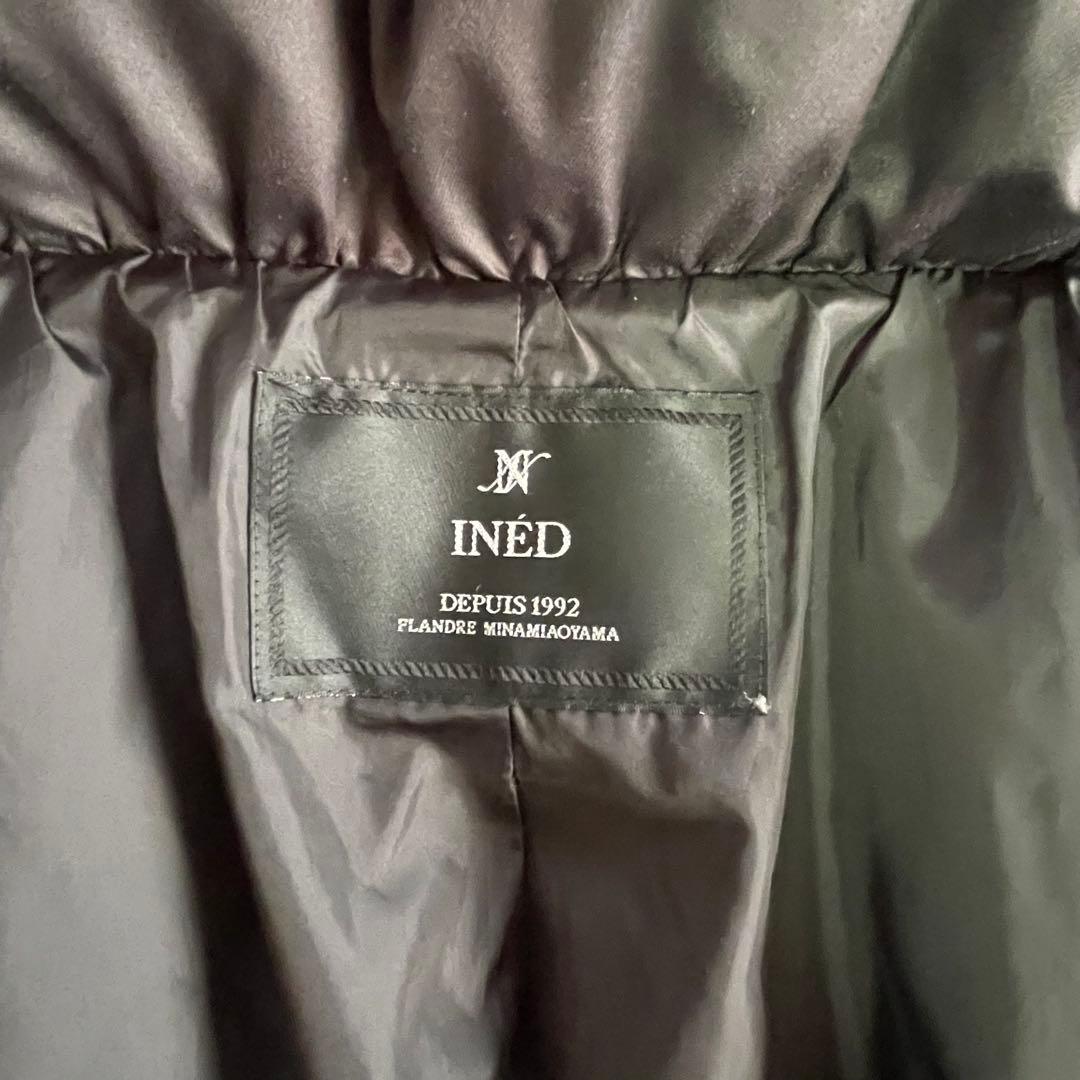 INÉD
DEPUIS 1992
FLANDRE MINAMIAOYAMA